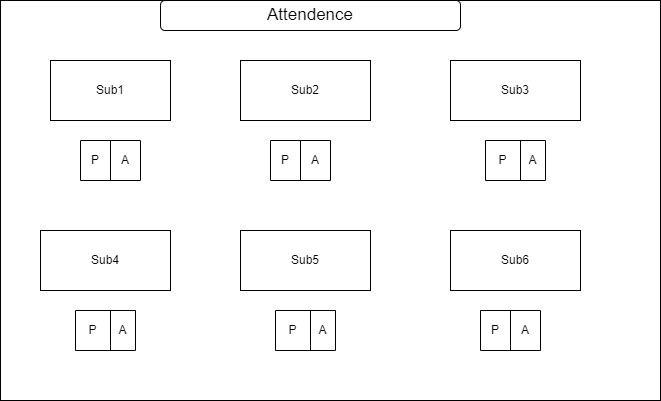 Attendence
Sub1 Sub2 Sub3
P A P A P A
Sub4 Sub5 Sub6
P A P A P A